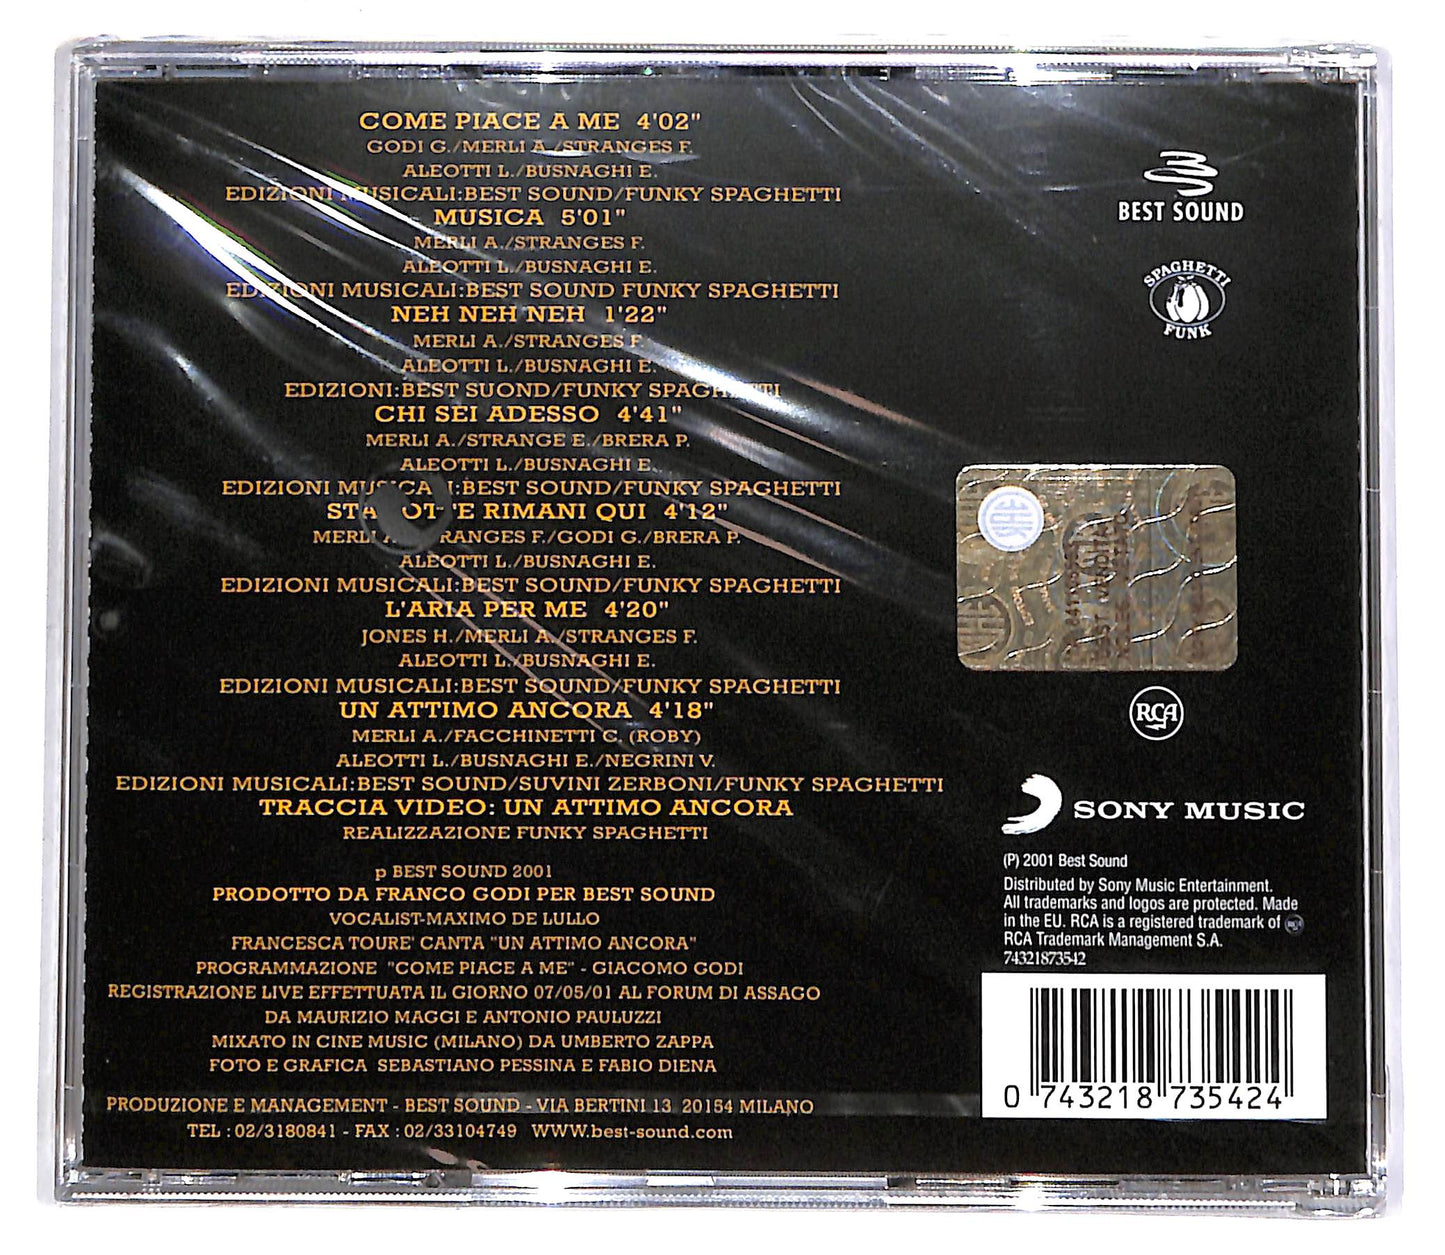 COME PIACE A ME 4'02"
GODI G./MERLI A./STRANGES F.
ALEOTTI L./BUSNAGHI E.
EDIZIONI MUSICALI:BEST SOUND/FUNKY SPAGHETTI
MUSICA 5'01"
MERLI A./STRANGES F.
ALEOTTI L./BUSNAGHI E.
EDIZIONI MUSICALI:BEST SOUND FUNKY SPAGHETTI
NEH NEH NEH 1'22"
MERLI A./STRANGES F.
ALEOTTI L./BUSNAGHI E.
EDIZIONI:BEST SUOND/FUNKY SPAGHETTI
CHI SEI ADESSO 4'41"
MERLI A./STRANGE E./BRERA P.
ALEOTTI L./BUSNAGHI E.
EDIZIONI MUSICALI:BEST SOUND/FUNKY SPAGHETTI
STANOTTE RIMANI QUI 4'12"
MERLI A./STRANGES F./GODI G./BRERA P.
ALEOTTI L./BUSNAGHI E.
EDIZIONI MUSICALI:BEST SOUND/FUNKY SPAGHETTI
L'ARIA PER ME 4'20"
JONES H./MERLI A./STRANGES F.
ALEOTTI L./BUSNAGHI E.
EDIZIONI MUSICALI:BEST SOUND/FUNKY SPAGHETTI
UN ATTIMO ANCORA 4'18"
MERLI A./FACCHINETTI C. (ROBY)
ALEOTTI L./BUSNAGHI E./NEGRINI V.
EDIZIONI MUSICALI:BEST SOUND/SUVINI ZERBONI/FUNKY SPAGHETTI
TRACCIA VIDEO: UN ATTIMO ANCORA
REALIZZAZIONE FUNKY SPAGHETTI
p BEST SOUND 2001
PRODOTTO DA FRANCO GODI PER BEST SOUND
VOCALIST-MAXIMO DE LULLO
FRANCESCA TOURE' CANTA "UN ATTIMO ANCORA"
PROGRAMMAZIONE "COME PIACE A ME" - GIACOMO GODI
REGISTRAZIONE LIVE EFFETTUATA IL GIORNO 07/05/01 AL FORUM DI ASSAGO
DA MAURIZIO MAGGI E ANTONIO PAULUZZI
MIXATO IN CINE MUSIC (MILANO) DA UMBERTO ZAPPA
FOTO E GRAFICA SEBASTIANO PESSINA E FABIO DIENA
PRODUZIONE E MANAGEMENT - BEST SOUND - VIA BERTINI 13 20154 MILANO
TEL : 02/3180841 - FAX : 02/33104749 WWW.best-sound.com
BEST SOUND
SPAGHETTI
FUNK
RCA
SONY MUSIC
(P) 2001 Best Sound
Distributed by Sony Music Entertainment.
All trademarks and logos are protected. Made
in the EU. RCA is a registered trademark of
RCA Trademark Management S.A.
74321873542
0 743218 735424